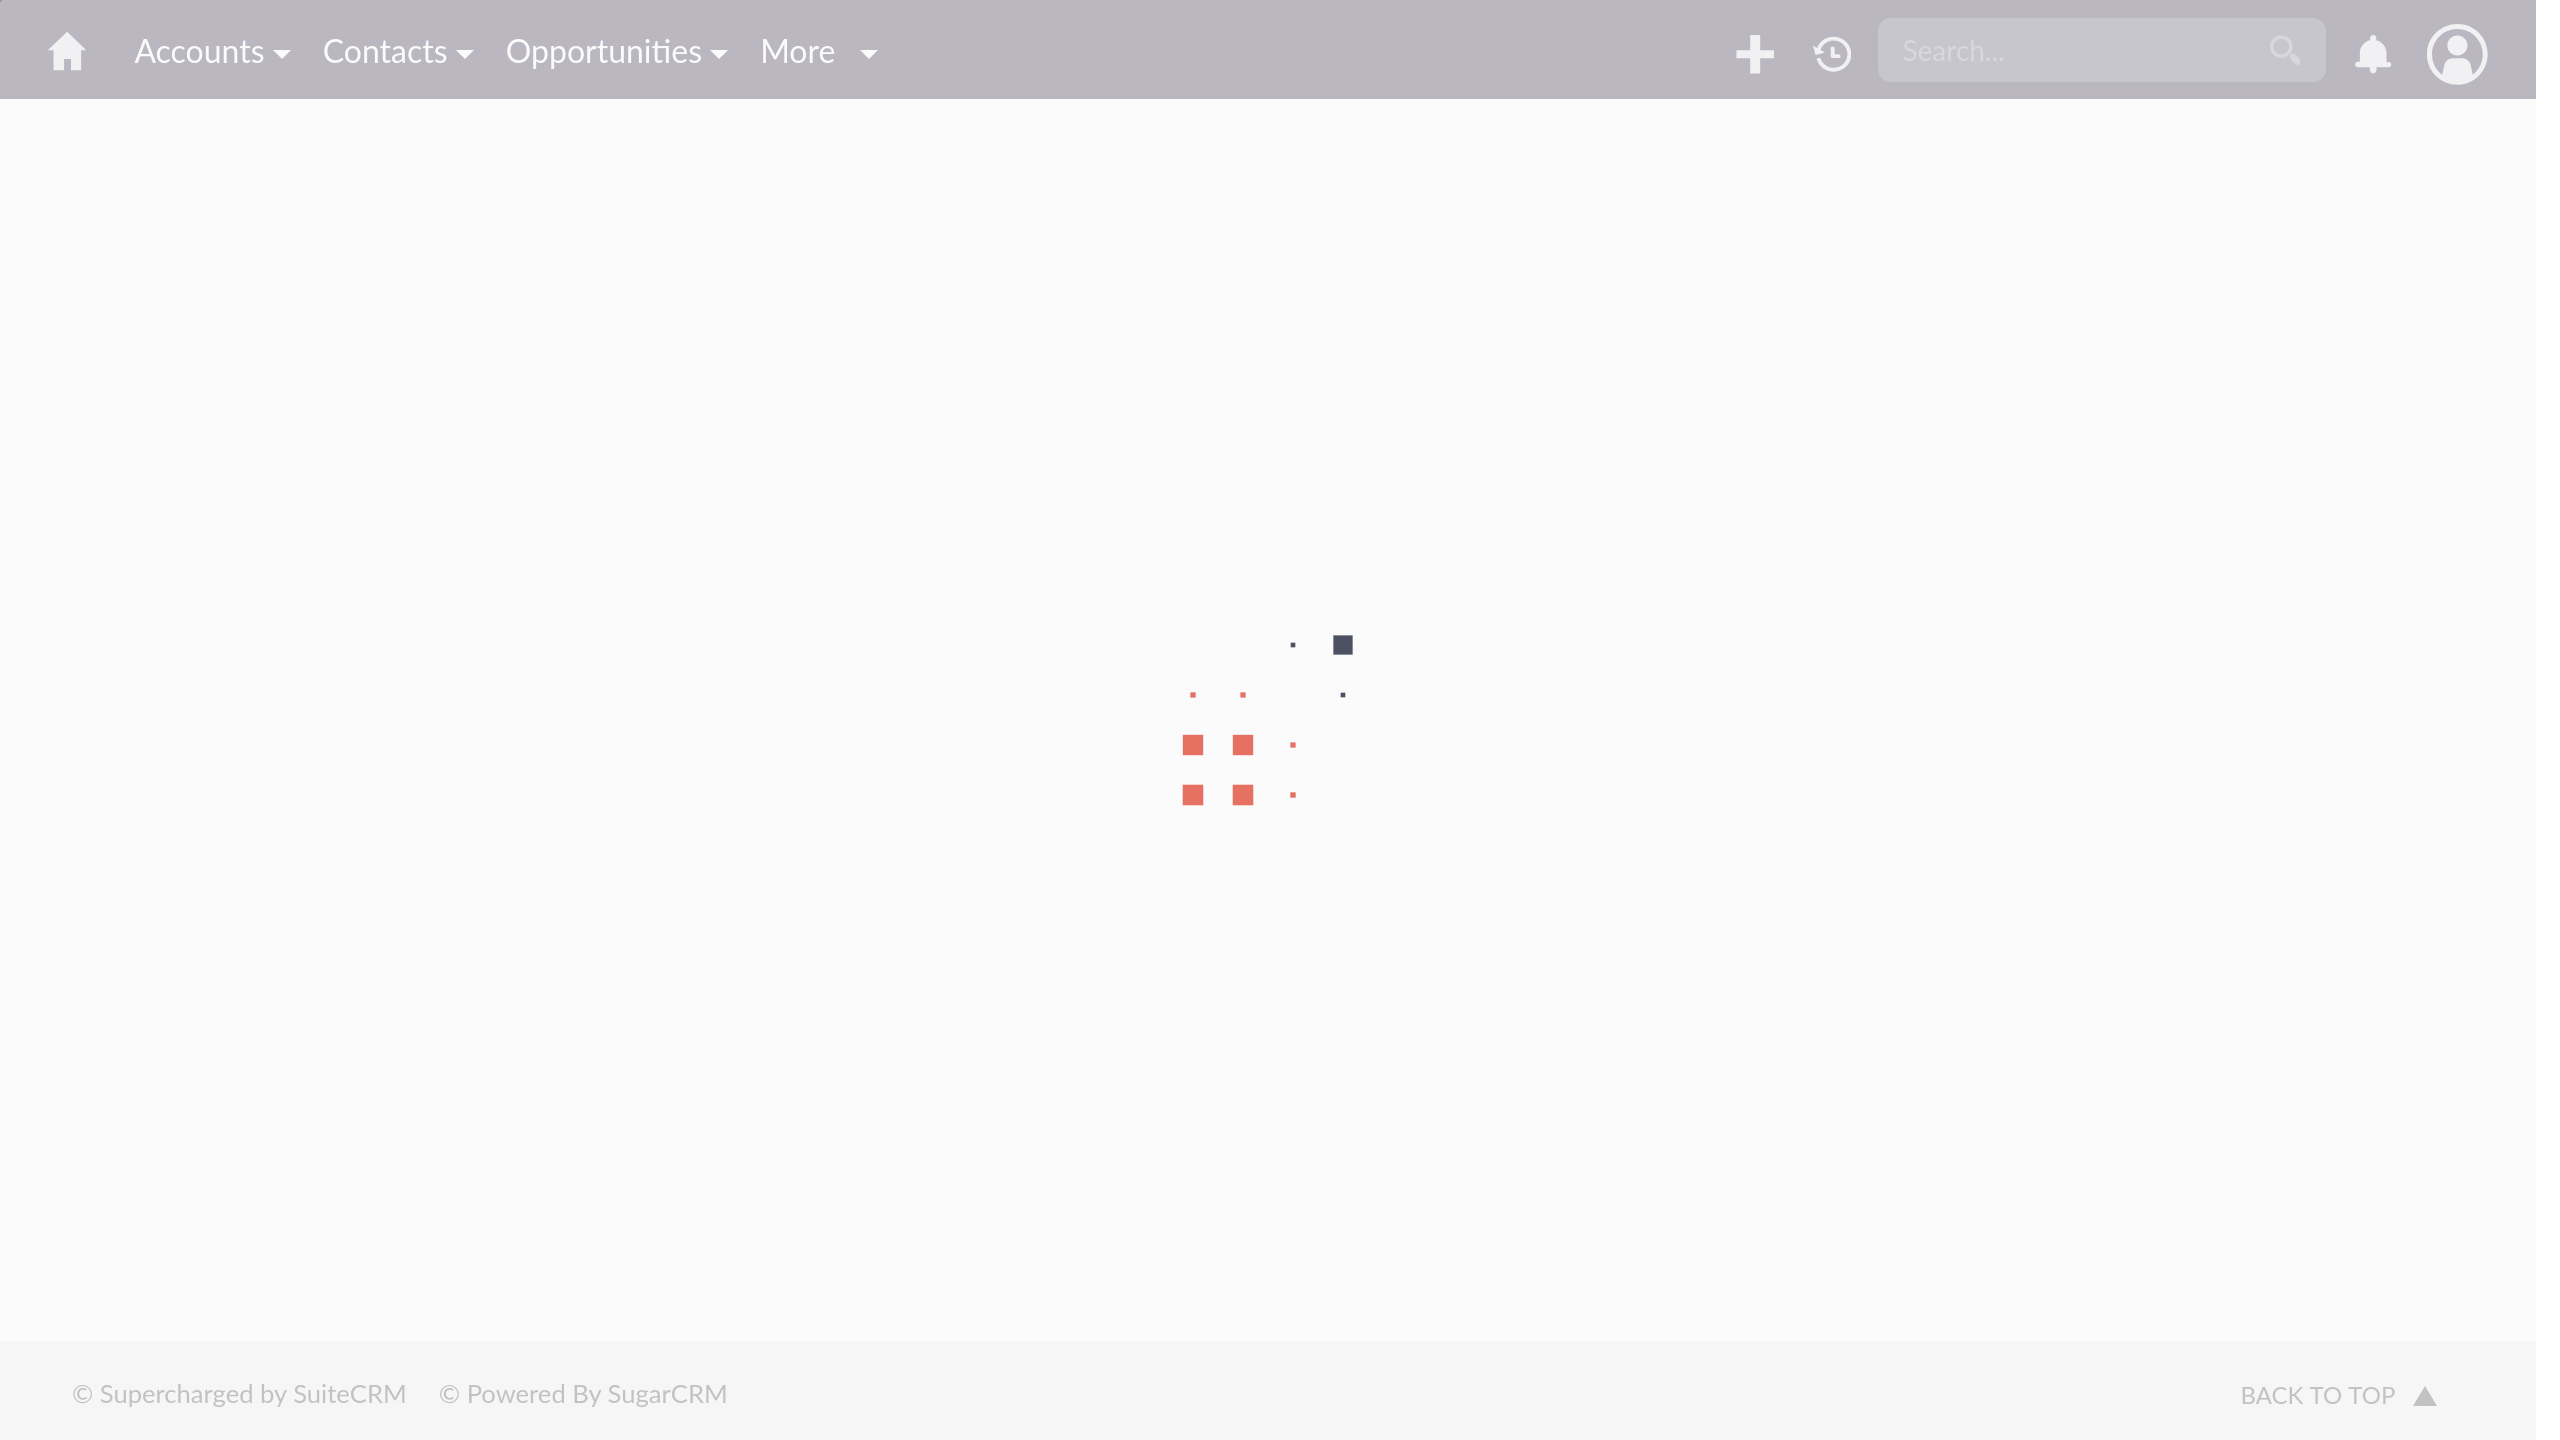 Accounts Contacts Opportunities More Search...
© Supercharged by SuiteCRM © Powered By SugarCRM BACK TO TOP